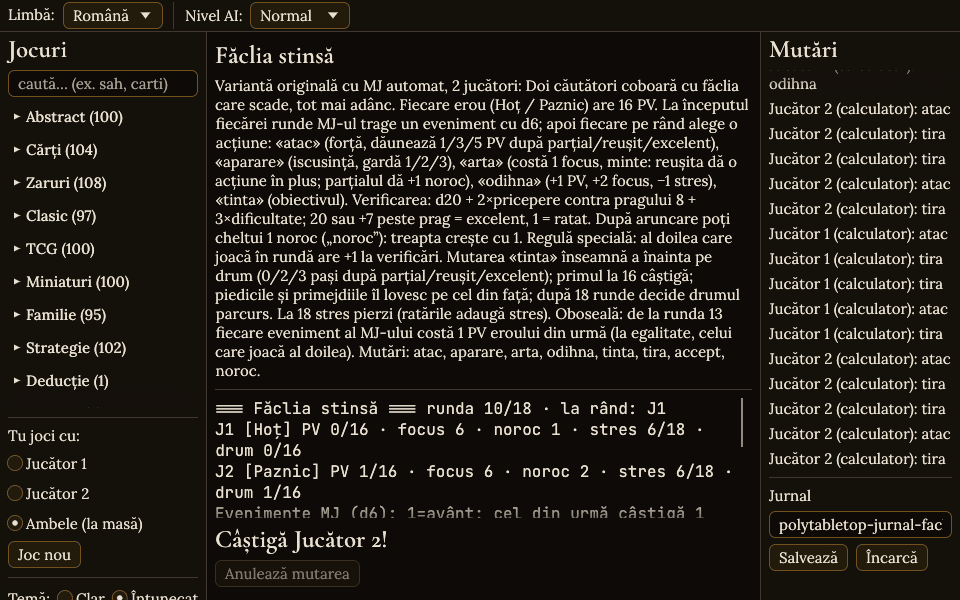 Limbă: Română ▼ Nivel AI: Normal ▼
Jocuri
caută... (ex. sah, carti)
▸ Abstract (100)
▸ Cărți (104)
▸ Zaruri (108)
▸ Clasic (97)
▸ TCG (100)
▸ Miniaturi (100)
▸ Familie (95)
▸ Strategie (102)
▸ Deducție (1)
Tu joci cu:
Jucător 1
Jucător 2
Ambele (la masă)
Joc nou
Temă: Clar Întunecat
Făclia stinsă
Variantă originală cu MJ automat, 2 jucători: Doi căutători coboară cu făclia
care scade, tot mai adânc. Fiecare erou (Hoț / Paznic) are 16 PV. La începutul
fiecărei runde MJ-ul trage un eveniment cu d6; apoi fiecare pe rând alege o
acțiune: «atac» (forță, dăunează 1/3/5 PV după parțial/reușit/excelent),
«aparare» (iscusință, gardă 1/2/3), «arta» (costă 1 focus, minte: reușita dă o
acțiune în plus; parțialul dă +1 noroc), «odihna» (+1 PV, +2 focus, −1 stres),
«tinta» (obiectivul). Verificarea: d20 + 2×pricepere contra pragului 8 +
3×dificultate; 20 sau +7 peste prag = excelent, 1 = ratat. După aruncare poți
cheltui 1 noroc („noroc”): treapta crește cu 1. Regulă specială: al doilea care
joacă în rundă are +1 la verificări. Mutarea «tinta» înseamnă a înainta pe
drum (0/2/3 pași după parțial/reușit/excelent); primul la 16 câștigă;
piedicile și primejdiile îl lovesc pe cel din față; după 18 runde decide drumul
parcurs. La 18 stres pierzi (ratările adaugă stres). Oboseală: de la runda 13
fiecare eveniment al MJ-ului costă 1 PV eroului din urmă (la egalitate, celui
care joacă al doilea). Mutări: atac, aparare, arta, odihna, tinta, tira, accept,
noroc.
═══ Făclia stinsă ═══ runda 10/18 · la rând: J1
J1 [Hoț] PV 0/16 · focus 6 · noroc 1 · stres 6/18 ·
drum 0/16
J2 [Paznic] PV 1/16 · focus 6 · noroc 2 · stres 6/18 ·
drum 1/16
Evenimente MJ (d6): 1=avânt: cel din urmă câștigă 1
Câștigă Jucător 2!
Anulează mutarea
Mutări
odihna
Jucător 2 (calculator): atac
Jucător 2 (calculator): tira
Jucător 2 (calculator): tira
Jucător 2 (calculator): atac
Jucător 2 (calculator): tira
Jucător 1 (calculator): atac
Jucător 1 (calculator): tira
Jucător 1 (calculator): tira
Jucător 1 (calculator): atac
Jucător 1 (calculator): tira
Jucător 2 (calculator): atac
Jucător 2 (calculator): tira
Jucător 2 (calculator): tira
Jucător 2 (calculator): atac
Jucător 2 (calculator): tira
Jurnal
polytabletop-jurnal-fac
Salvează Încarcă